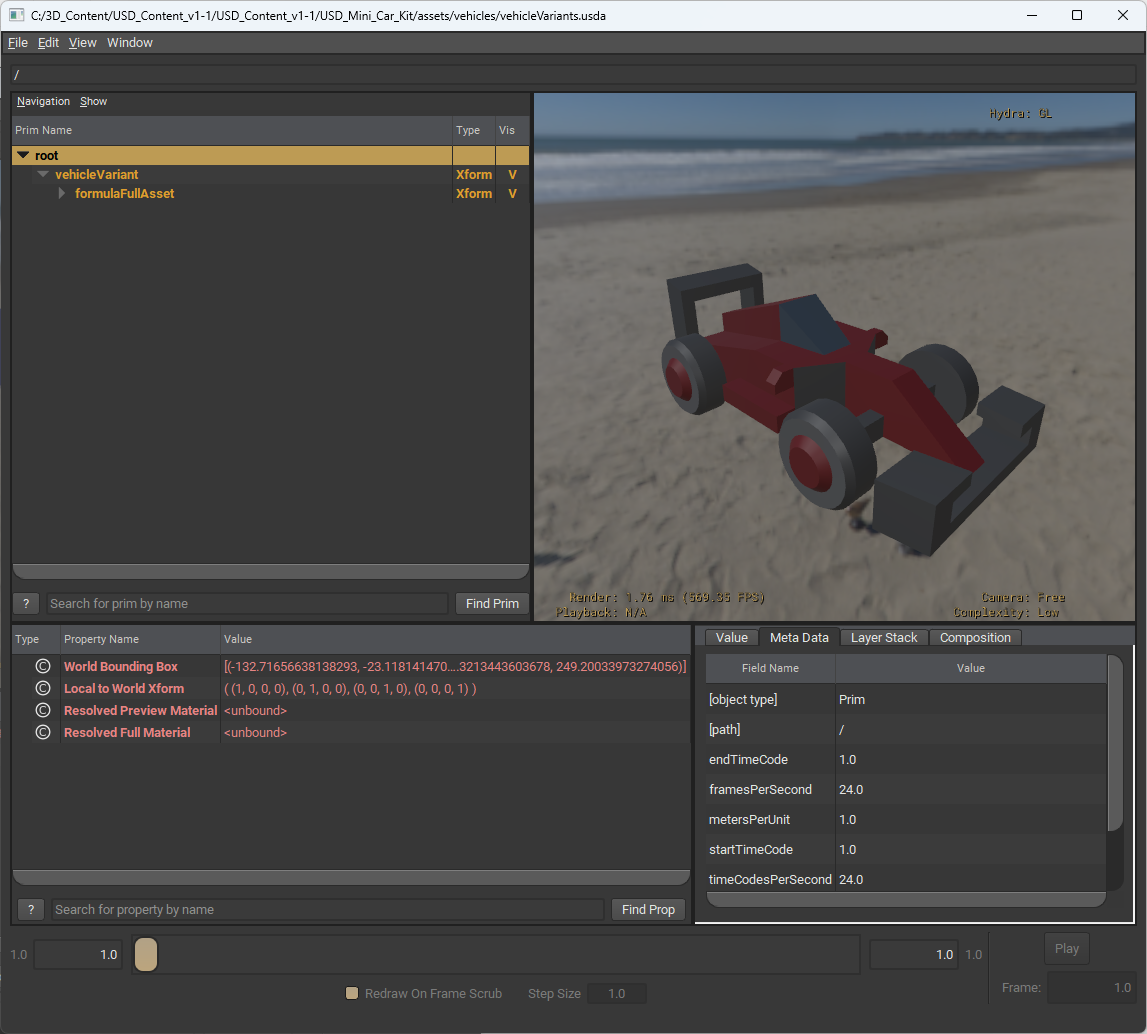 C:/3D_Content/USD_Content_v1-1/USD_Content_v1-1/USD_Mini_Car_Kit/assets/vehicles/vehicleVariants.usda
File Edit View Window
/
Navigation Show
Prim Name Type Vis
root
vehicleVariant Xform V
formulaFullAsset Xform V
Hydra: GL
Render: 1.76 ms (569.35 FPS)
Playback: N/A
Camera: Free
Complexity: Low
? Search for prim by name Find Prim
Type Property Name Value
© World Bounding Box [(-132.71656638138293, -23.118141470....3213443603678, 249.20033973274056)]
© Local to World Xform ( (1, 0, 0, 0), (0, 1, 0, 0), (0, 0, 1, 0), (0, 0, 0, 1) )
© Resolved Preview Material <unbound>
© Resolved Full Material <unbound>
? Search for property by name Find Prop
Value Meta Data Layer Stack Composition
Field Name Value
[object type] Prim
[path] /
endTimeCode 1.0
framesPerSecond 24.0
metersPerUnit 1.0
startTimeCode 1.0
timeCodesPerSecond 24.0
1.0 1.0 1.0 1.0 Play
Redraw On Frame Scrub Step Size 1.0 Frame: 1.0